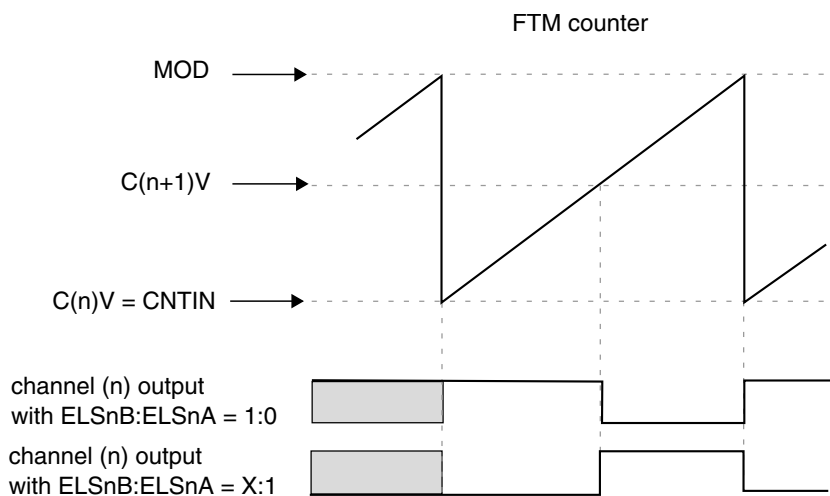 FTM counter
MOD
C(n+1)V
C(n)V = CNTIN
channel (n) output
with ELSnB:ELSnA = 1:0
channel (n) output
with ELSnB:ELSnA = X:1